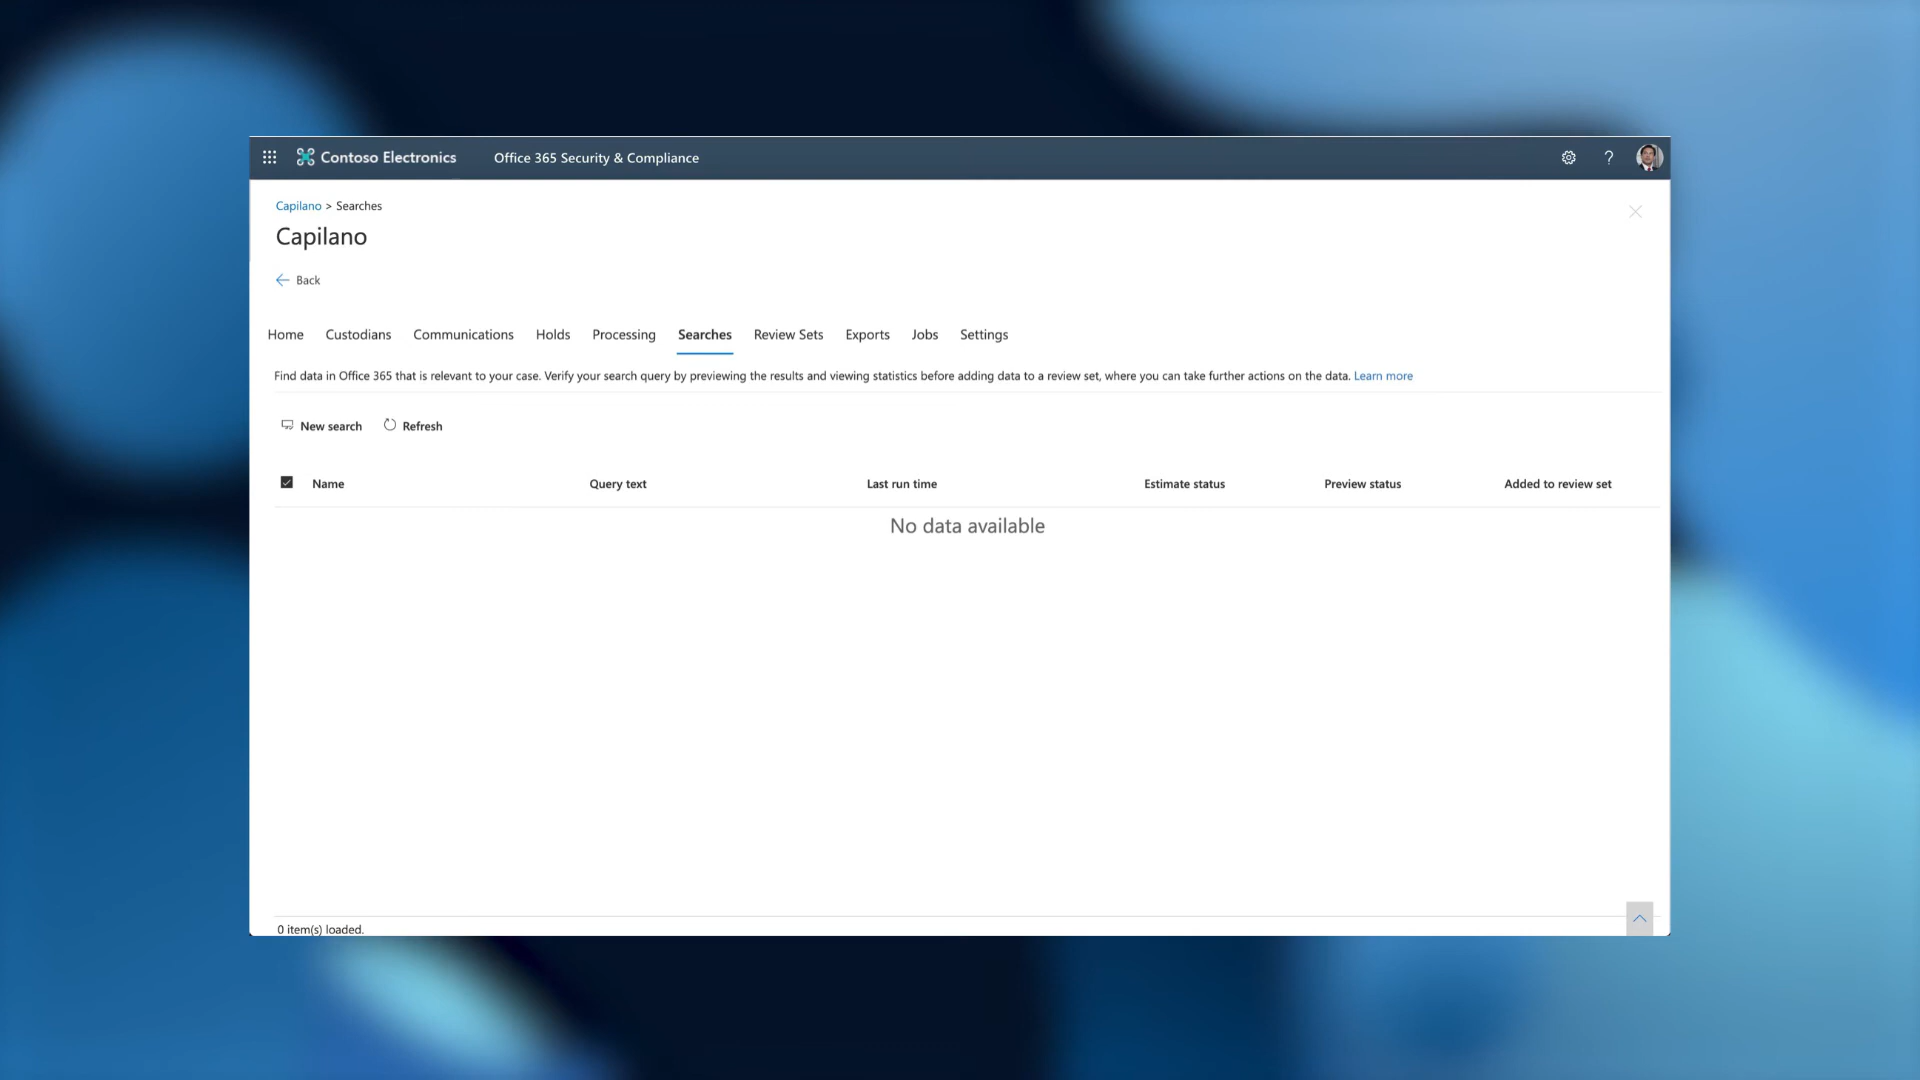 Contoso Electronics Office 365 Security & Compliance ?
Capilano > Searches
Capilano
Back
Home Custodians Communications Holds Processing Searches Review Sets Exports Jobs Settings
Find data in Office 365 that is relevant to your case. Verify your search query by previewing the results and viewing statistics before adding data to a review set, where you can take further actions on the data. Learn more
New search Refresh
Name Query text Last run time Estimate status Preview status Added to review set
No data available
0 item(s) loaded.